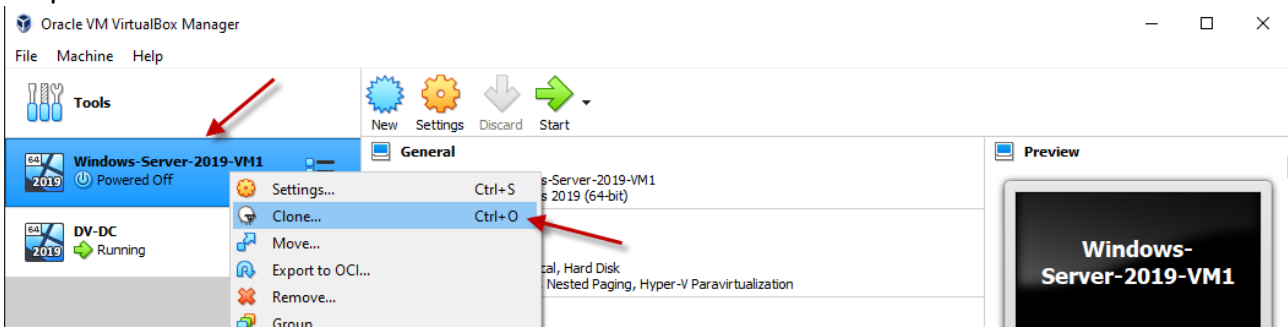 Oracle VM VirtualBox Manager
File Machine Help
Tools
New Settings Discard Start
General
Preview
64
2019
Windows-Server-2019-VM1
Powered Off
Settings... Ctrl+S
s-Server-2019-VM1
s 2019 (64-bit)
Clone... Ctrl+O
64
2019
DV-DC
Running
Move...
Export to OCI...
cal, Hard Disk
Nested Paging, Hyper-V Paravirtualization
Remove...
Group
Windows-
Server-2019-VM1